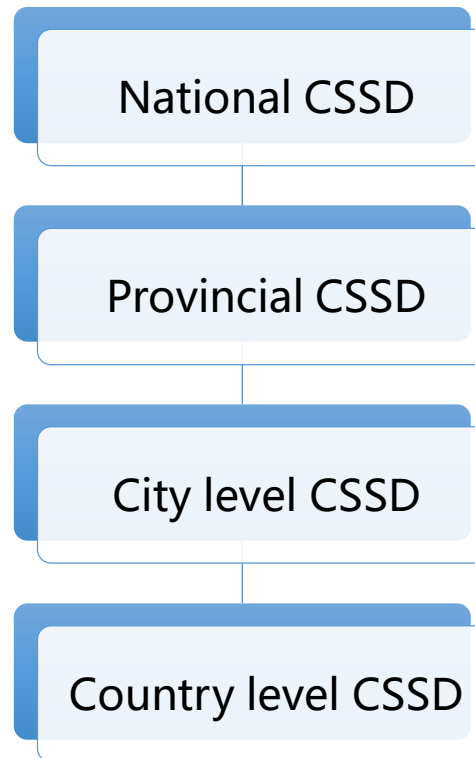 National CSSD
Provincial CSSD
City level CSSD
Country level CSSD